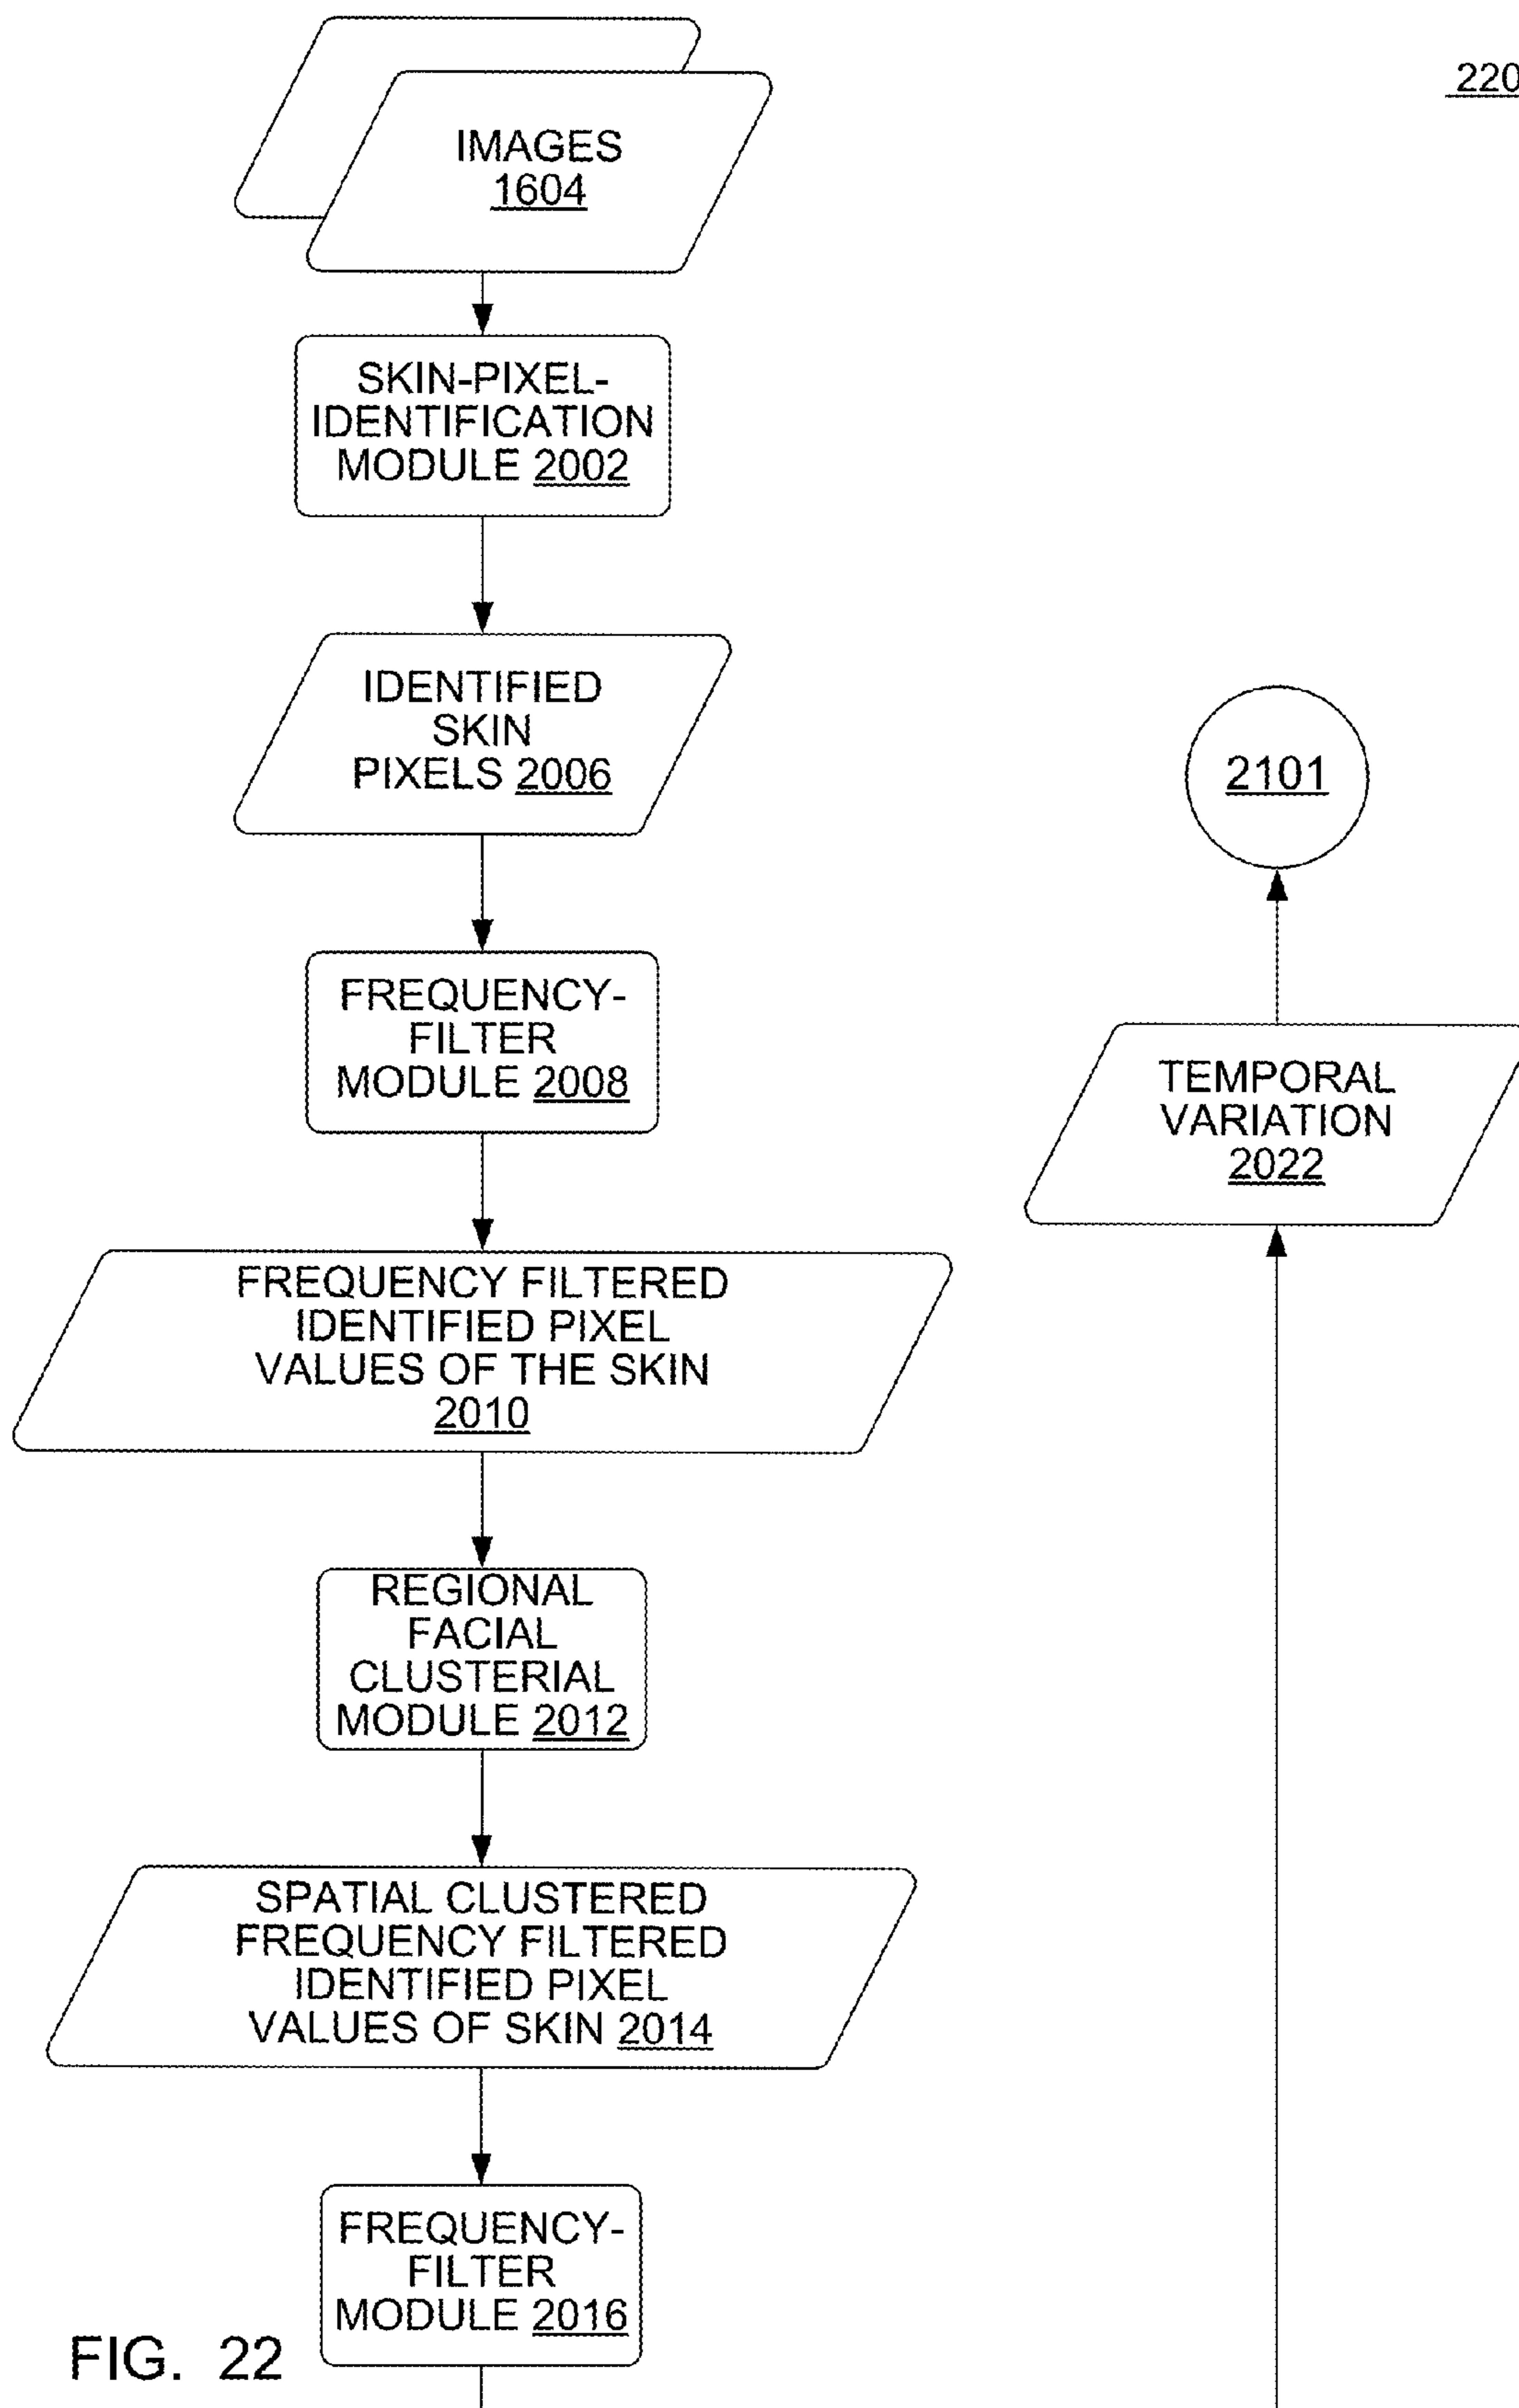 220
IMAGES
1604
SKIN-PIXEL-
IDENTIFICATION
MODULE 2002
IDENTIFIED
SKIN
PIXELS 2006
FREQUENCY-
FILTER
MODULE 2008
FREQUENCY FILTERED
IDENTIFIED PIXEL
VALUES OF THE SKIN
2010
REGIONAL
FACIAL
CLUSTERIAL
MODULE 2012
SPATIAL CLUSTERED
FREQUENCY FILTERED
IDENTIFIED PIXEL
VALUES OF SKIN 2014
FREQUENCY-
FILTER
MODULE 2016
2101
TEMPORAL
VARIATION
2022
FIG. 22